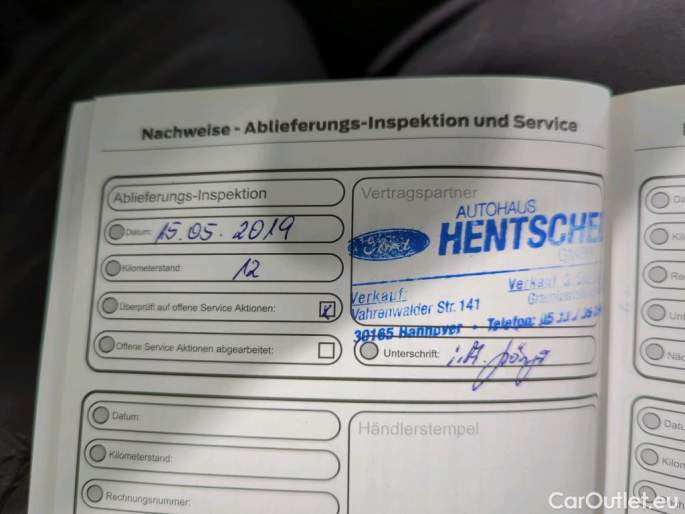 Nachweise - Ablieferungs-Inspektion und Service
Ablieferungs-Inspektion
Datum: 15.05.2019
Kilometerstand: 12
Überprüft auf offene Service Aktionen: x
Offene Service Aktionen abgearbeitet:
Vertragspartner
AUTOHAUS
Ford HENTSCHE
Verkauf:
Vahrenwalder Str. 141
30165 Hannover · Telefon:
Unterschrift: i.A.
Datum:
Kilometerstand:
Rechnungsnummer:
Händlerstempel
CarOutlet.eu